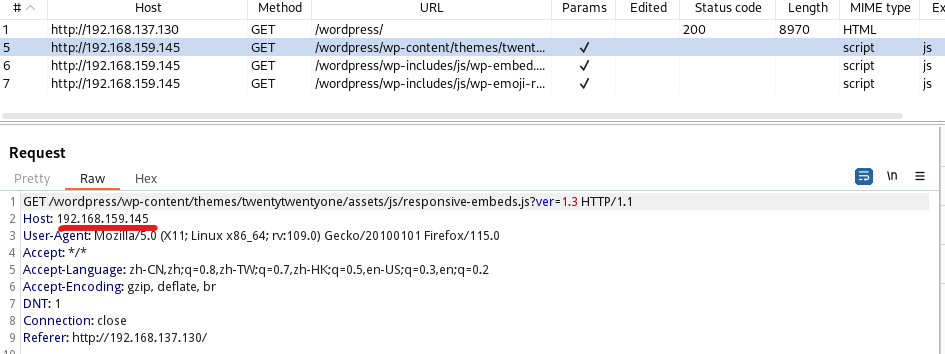 # Host Method URL Params Edited Status code Length MIME type Ex
1 http://192.168.137.130 GET /wordpress/ 200 8970 HTML
5 http://192.168.159.145 GET /wordpress/wp-content/themes/twent... ✓ script js
6 http://192.168.159.145 GET /wordpress/wp-includes/js/wp-embed.... ✓ script js
7 http://192.168.159.145 GET /wordpress/wp-includes/js/wp-emoji-r... ✓ script js
Request
Pretty Raw Hex \n
1 GET /wordpress/wp-content/themes/twentytwentyone/assets/js/responsive-embeds.js?ver=1.3 HTTP/1.1
2 Host: 192.168.159.145
3 User-Agent: Mozilla/5.0 (X11; Linux x86_64; rv:109.0) Gecko/20100101 Firefox/115.0
4 Accept: */*
5 Accept-Language: zh-CN,zh;q=0.8,zh-TW;q=0.7,zh-HK;q=0.5,en-US;q=0.3,en;q=0.2
6 Accept-Encoding: gzip, deflate, br
7 DNT: 1
8 Connection: close
9 Referer: http://192.168.137.130/